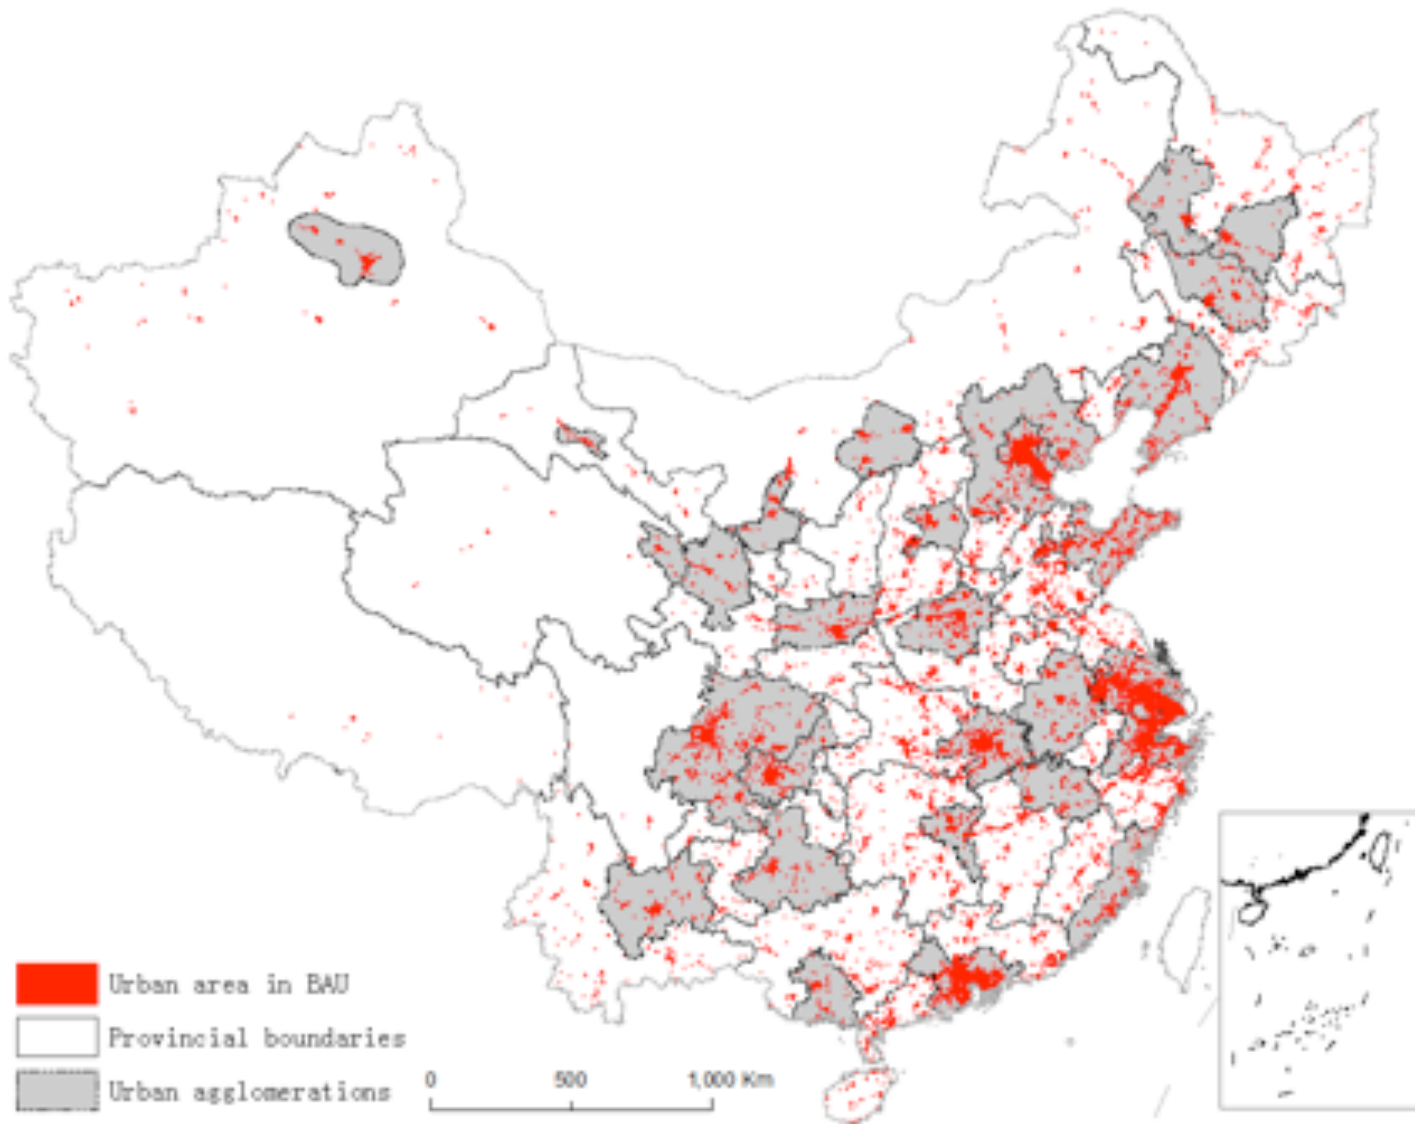 Urban area in BAU
Provincial boundaries
Urban agglomerations
0 500 1,000 Km